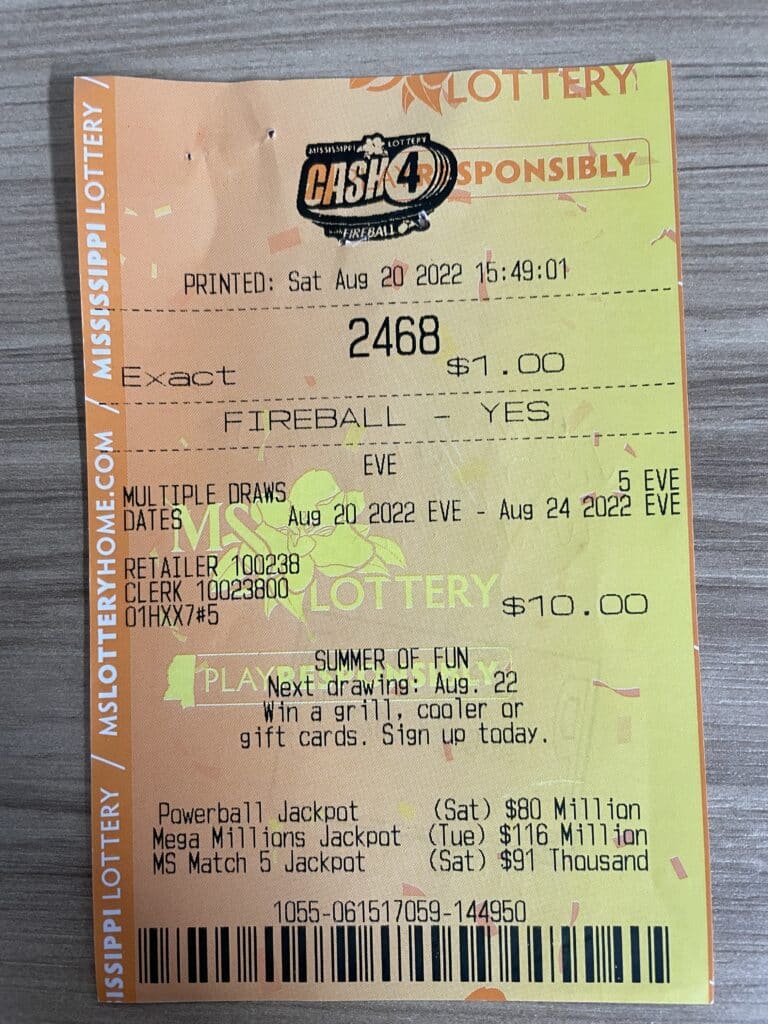 LOTTERY
MISSISSIPPI LOTTERY
CASH 4
FIREBALL
RESPONSIBLY
PRINTED: Sat Aug 20 2022 15:49:01
2468
Exact $1.00
FIREBALL - YES
EVE
MULTIPLE DRAWS 5 EVE
DATES Aug 20 2022 EVE - Aug 24 2022 EVE
RETAILER 100238
CLERK 10023800
01HXX7#5
$10.00
MS
LOTTERY
PLAY RESPONSIBLY
SUMMER OF FUN
Next drawing: Aug. 22
Win a grill, cooler or
gift cards. Sign up today.
Powerball Jackpot (Sat) $80 Million
Mega Millions Jackpot (Tue) $116 Million
MS Match 5 Jackpot (Sat) $91 Thousand
1055-061517059-144950
ISSIPPI LOTTERY / MSLOTTERYHOME.COM / MISSISSIPPI LOTTERY /